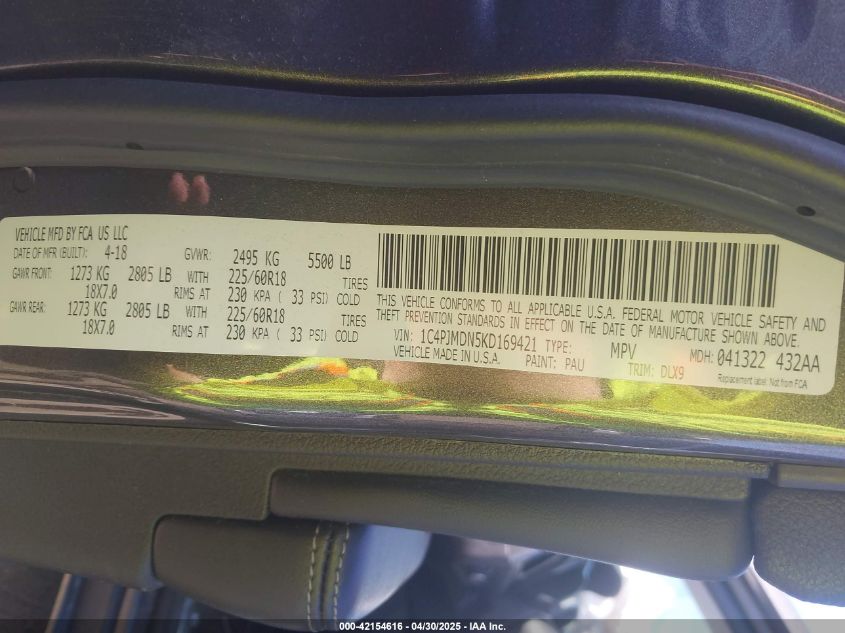 VEHICLE MFD BY FCA US LLC
DATE OF MFR (BUILT): 4-18 GVWR: 2495 KG 5500 LB
GAWR FRONT: 1273 KG 2805 LB WITH 225/60R18 TIRES
18X7.0 RIMS AT 230 KPA ( 33 PSI) COLD
GAWR REAR: 1273 KG 2805 LB WITH 225/60R18 TIRES
18X7.0 RIMS AT 230 KPA ( 33 PSI) COLD
THIS VEHICLE CONFORMS TO ALL APPLICABLE U.S.A. FEDERAL MOTOR VEHICLE SAFETY AND
THEFT PREVENTION STANDARDS IN EFFECT ON THE DATE OF MANUFACTURE SHOWN ABOVE.
VIN: 1C4PJMDN5KD169421 TYPE: MPV MDH: 041322 432AA
VEHICLE MADE IN U.S.A. PAINT: PAU TRIM: DLX9 Replacement label. Not from FCA
000-42154616 - 04/30/2025 - IAA Inc.